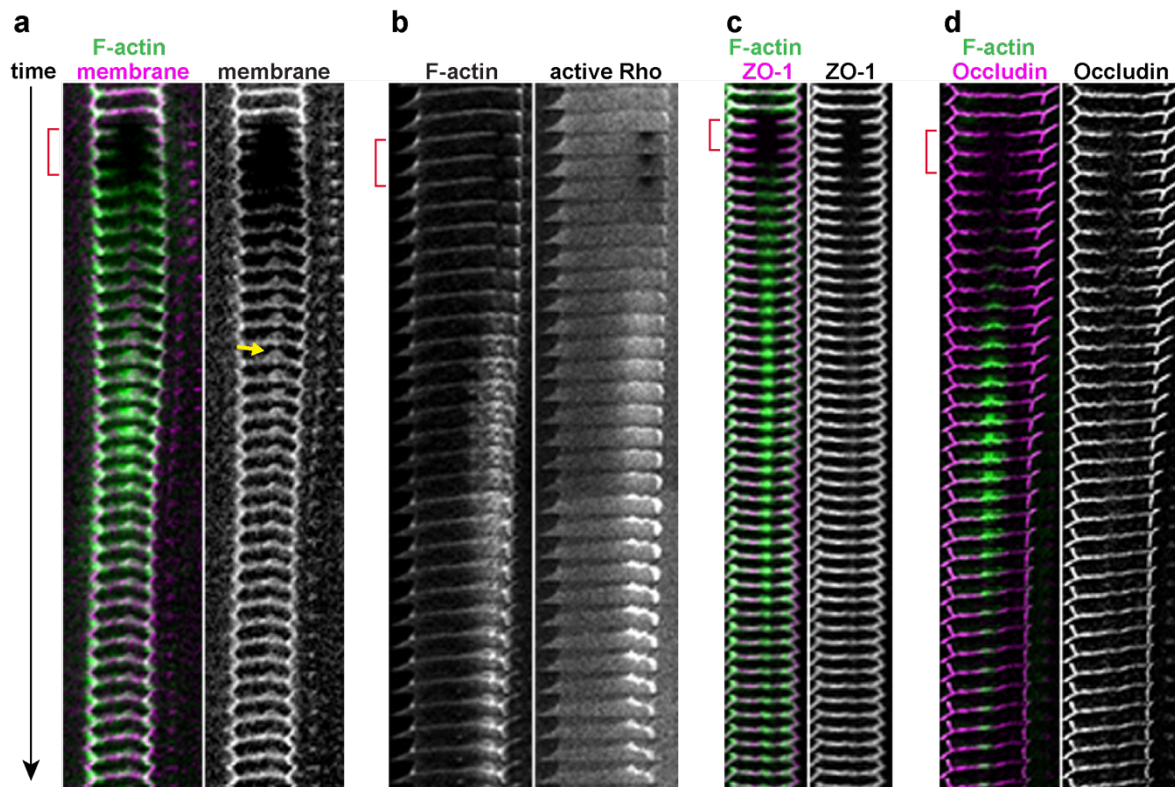 a
b
c
d
F-actin
F-actin
F-actin
time
membrane
membrane
F-actin
active Rho
ZO-1
ZO-1
Occludin
Occludin